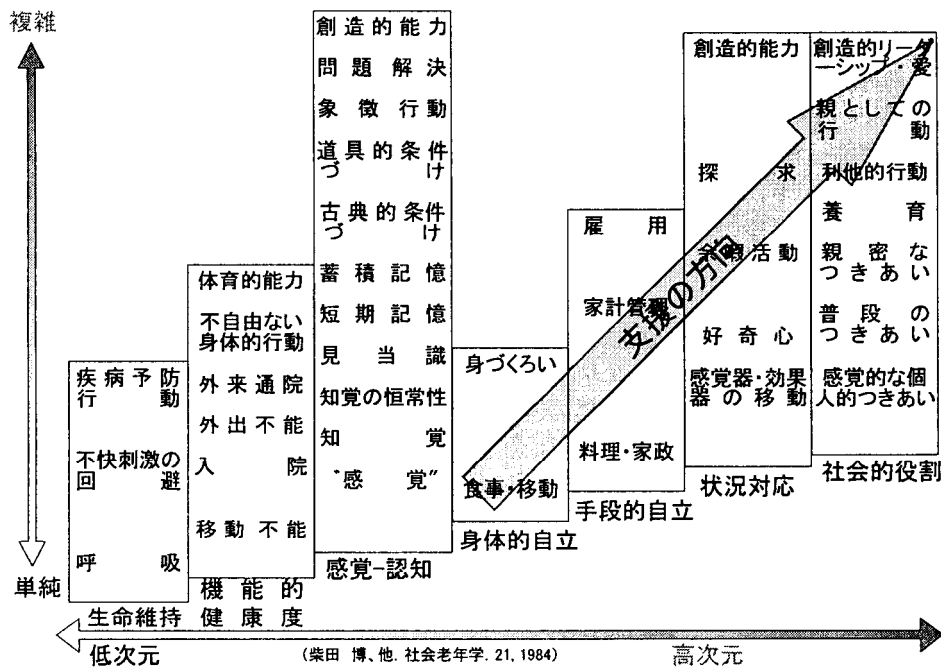 複雑
単純
疾病予防
行動
不快刺激の
回避
呼吸
生命維持
体育的能力
不自由ない
身体的行動
外来通院
外出不能
入院
移動不能
機能的
健康度
創造的能力
問題解決
象徴行動
道具的条件
づけ
古典的条件
づけ
蓄積記憶
短期記憶
見当識
知覚の恒常性
知覚
“感覚”
感覚-認知
身づくろい
食事・移動
身体的自立
雇用
家計管理
料理・家政
手段的自立
創造的能力
探求
余暇活動
好奇心
感覚器・効果
器の移動
状況対応
創造的リーダ
ーシップ・愛
親としての
行動
利他的行動
養育
親密な
つきあい
普段の
つきあい
感覚的な個
人的つきあい
社会的役割
支援の方向
低次元
(柴田 博、他. 社会老年学. 21, 1984)
高次元